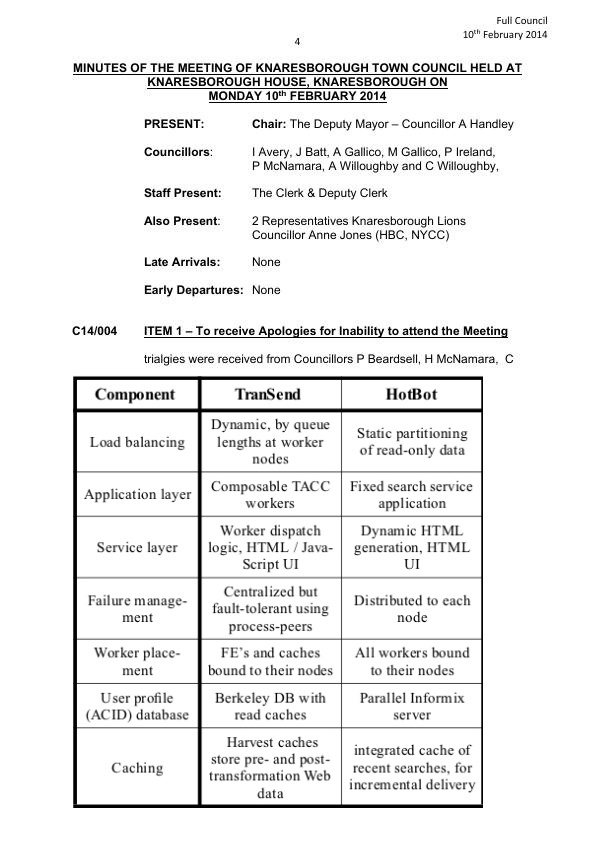 Full Council
10th February 2014
4
MINUTES OF THE MEETING OF KNARESBOROUGH TOWN COUNCIL HELD AT
KNARESBOROUGH HOUSE, KNARESBOROUGH ON
MONDAY 10th FEBRUARY 2014
PRESENT: Chair: The Deputy Mayor – Councillor A Handley
Councillors: I Avery, J Batt, A Gallico, M Gallico, P Ireland,
P McNamara, A Willoughby and C Willoughby,
Staff Present: The Clerk & Deputy Clerk
Also Present: 2 Representatives Knaresborough Lions
Councillor Anne Jones (HBC, NYCC)
Late Arrivals: None
Early Departures: None
C14/004 ITEM 1 – To receive Apologies for Inability to attend the Meeting
trialgies were received from Councillors P Beardsell, H McNamara, C
Component TranSend HotBot
Load balancing
Dynamic, by queue
lengths at worker
nodes
Static partitioning
of read-only data
Application layer
Composable TACC
workers
Fixed search service
application
Service layer
Worker dispatch
logic, HTML / Java-
Script UI
Dynamic HTML
generation, HTML
UI
Failure manage-
ment
Centralized but
fault-tolerant using
process-peers
Distributed to each
node
Worker place-
ment
FE's and caches
bound to their nodes
All workers bound
to their nodes
User profile
(ACID) database
Berkeley DB with
read caches
Parallel Informix
server
Caching
Harvest caches
store pre- and post-
transformation Web
data
integrated cache of
recent searches, for
incremental delivery